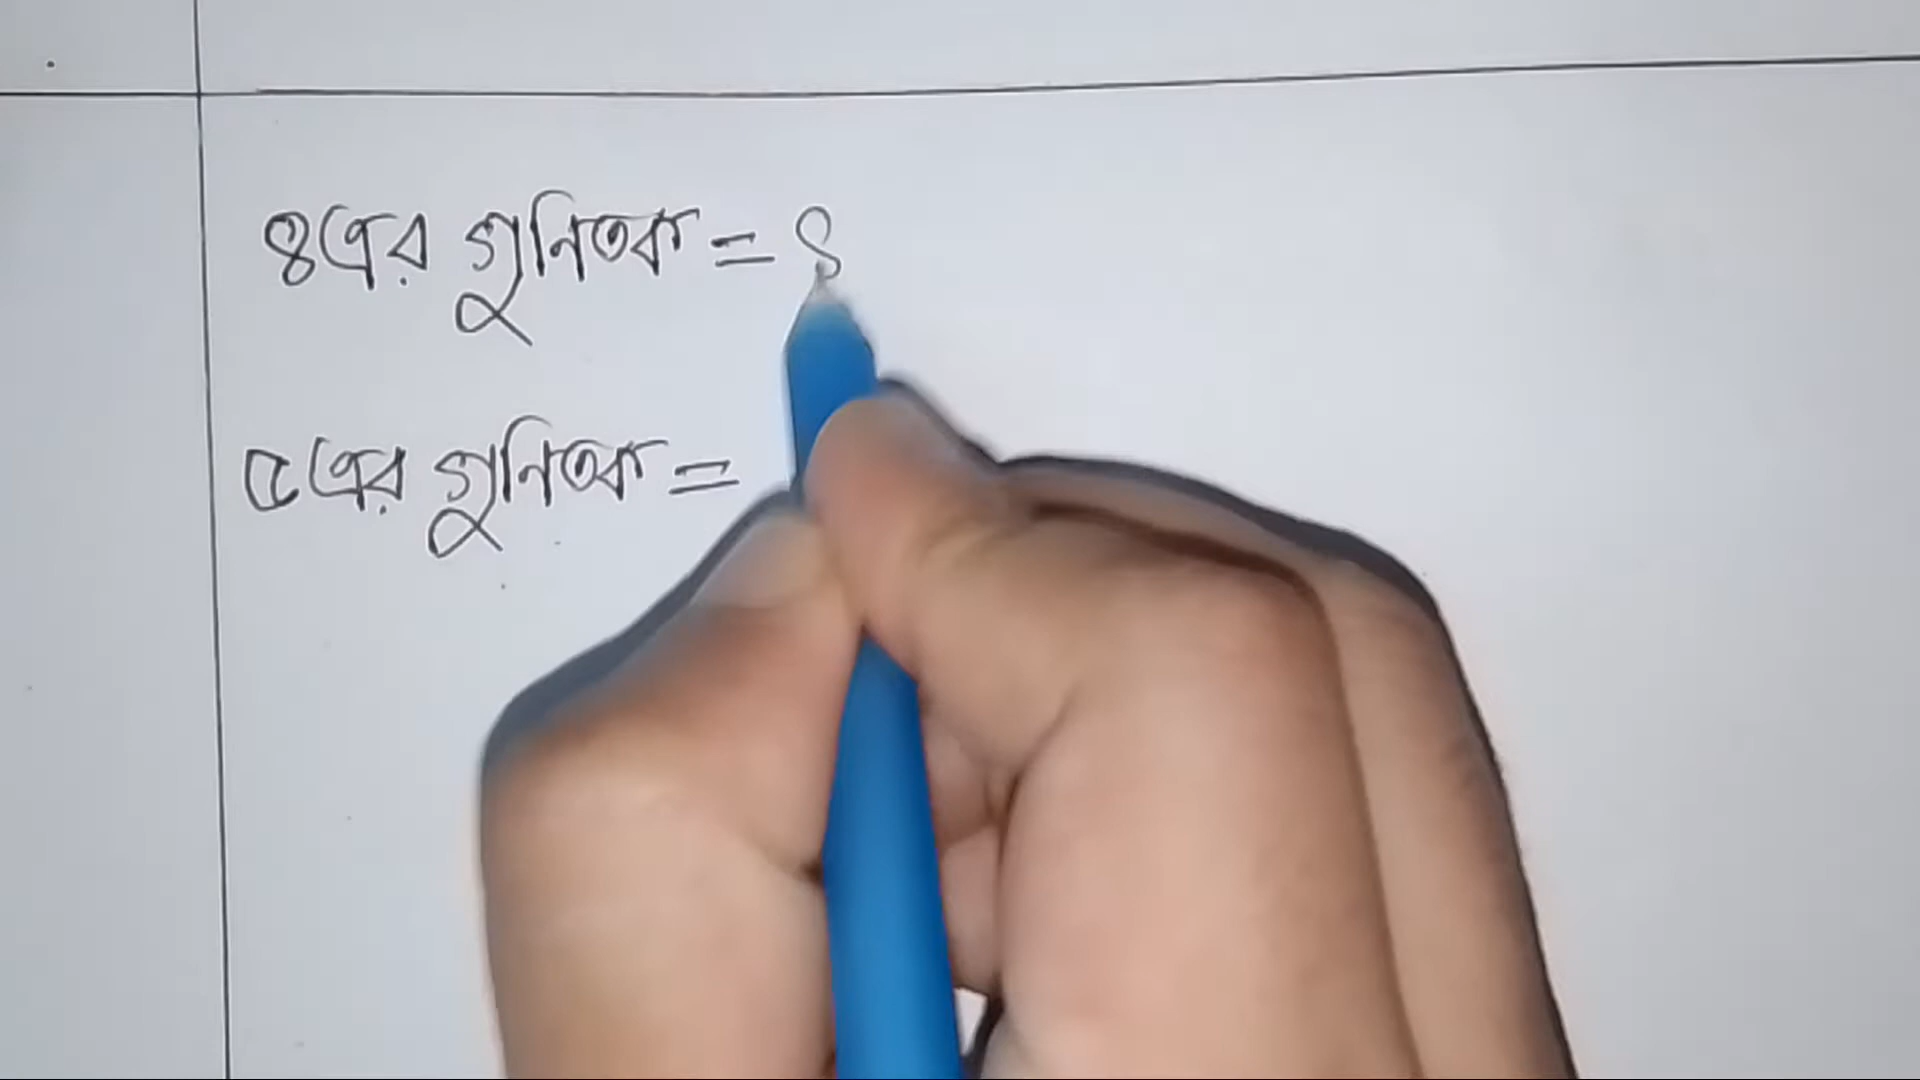 ৪এর গুনিতক = ৪
৫এর গুনিতক =